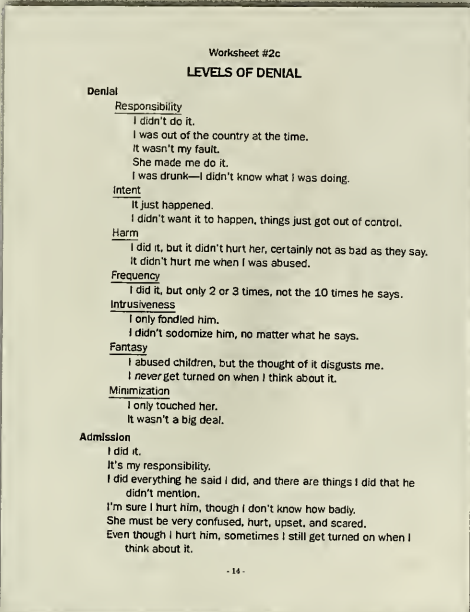 Worksheet #2c
LEVELS OF DENIAL
Denial
Responsibility
I didn't do it.
I was out of the country at the time.
It wasn't my fault.
She made me do it.
I was drunk—I didn't know what I was doing.
Intent
It just happened.
I didn't want it to happen, things just got out of control.
Harm
I did it, but it didn't hurt her, certainly not as bad as they say.
It didn't hurt me when I was abused.
Frequency
I did it, but only 2 or 3 times, not the 10 times he says.
Intrusiveness
I only fondled him.
I didn't sodomize him, no matter what he says.
Fantasy
I abused children, but the thought of it disgusts me.
I never get turned on when I think about it.
Minimization
I only touched her.
It wasn't a big deal.
Admission
I did it.
It's my responsibility.
I did everything he said I did, and there are things I did that he
didn't mention.
I'm sure I hurt him, though I don't know how badly.
She must be very confused, hurt, upset, and scared.
Even though I hurt him, sometimes I still get turned on when I
think about it.
- 14 -